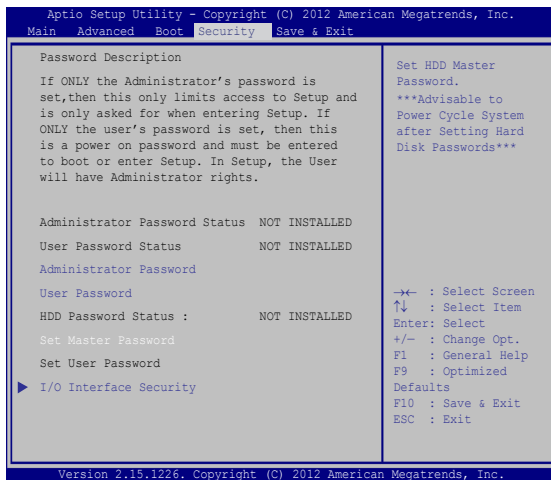 Aptio Setup Utility - Copyright (C) 2012 American Megatrends, Inc.
Main Advanced Boot Security Save & Exit
Password Description
If ONLY the Administrator's password is
set,then this only limits access to Setup and
is only asked for when entering Setup. If
ONLY the user's password is set, then this
is a power on password and must be entered
to boot or enter Setup. In Setup, the User
will have Administrator rights.
Administrator Password Status NOT INSTALLED
User Password Status NOT INSTALLED
Administrator Password
User Password
HDD Password Status : NOT INSTALLED
Set Master Password
Set User Password
I/O Interface Security
Set HDD Master
Password.
***Advisable to
Power Cycle System
after Setting Hard
Disk Passwords***
→← : Select Screen
↑↓ : Select Item
Enter: Select
+/— : Change Opt.
F1 : General Help
F9 : Optimized
Defaults
F10 : Save & Exit
ESC : Exit
Version 2.15.1226. Copyright (C) 2012 American Megatrends, Inc.